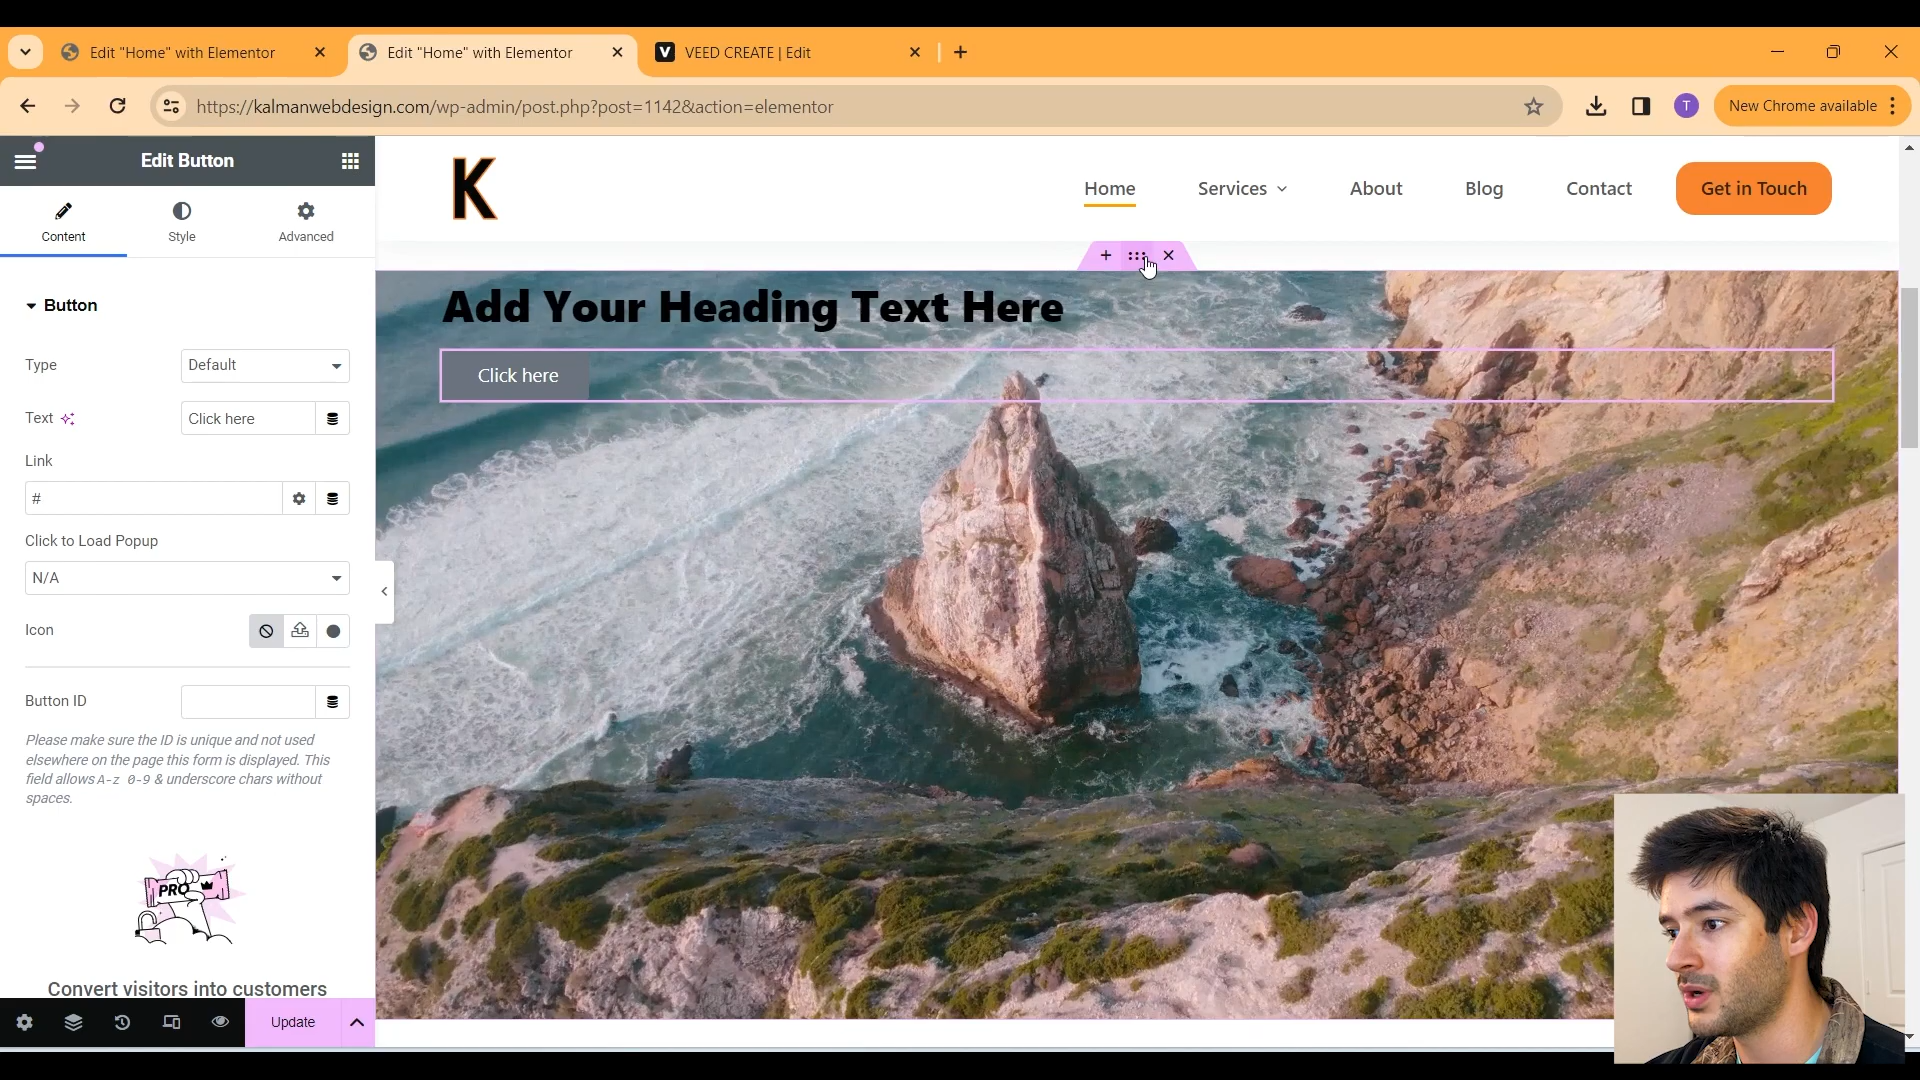 Edit "Home" with Elementor
Edit "Home" with Elementor
V VEED CREATE | Edit
https://kalmanwebdesign.com/wp-admin/post.php?post=1142&action=elementor
T
New Chrome available
Edit Button
Content
Style
Advanced
Button
Type
Default
Text
Click here
Link
#
Click to Load Popup
N/A
Icon
Button ID
Please make sure the ID is unique and not used
elsewhere on the page this form is displayed. This
field allows A-z 0-9 & underscore chars without
spaces.
PRO
Convert visitors into customers
Update
K
Home
Services
About
Blog
Contact
Get in Touch
Add Your Heading Text Here
Click here